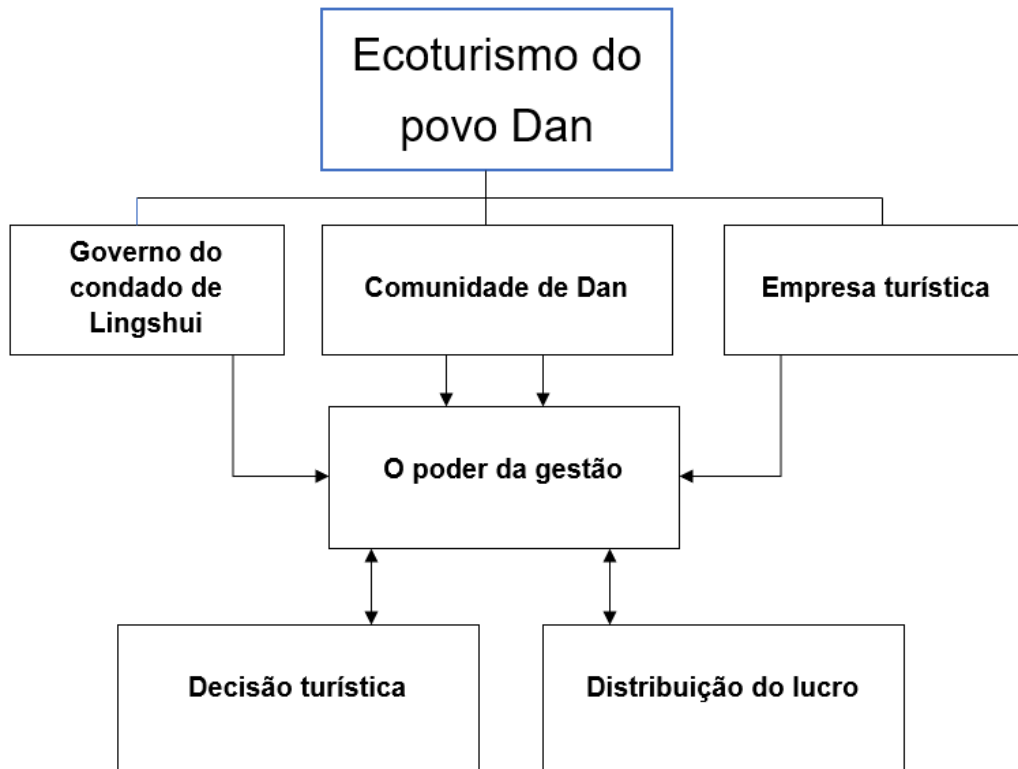 Ecoturismo do
povo Dan
Governo do
condado de
Lingshui
Comunidade de Dan
Empresa turística
O poder da gestão
Decisão turística
Distribuição do lucro